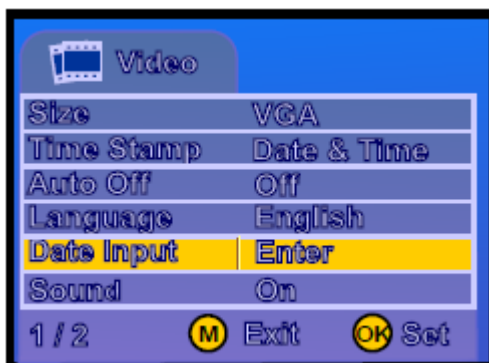 Video
Size VGA
Time Stamp Date & Time
Auto Off Off
Language English
Date Input Enter
Sound On
1 / 2 M Exit OK Set